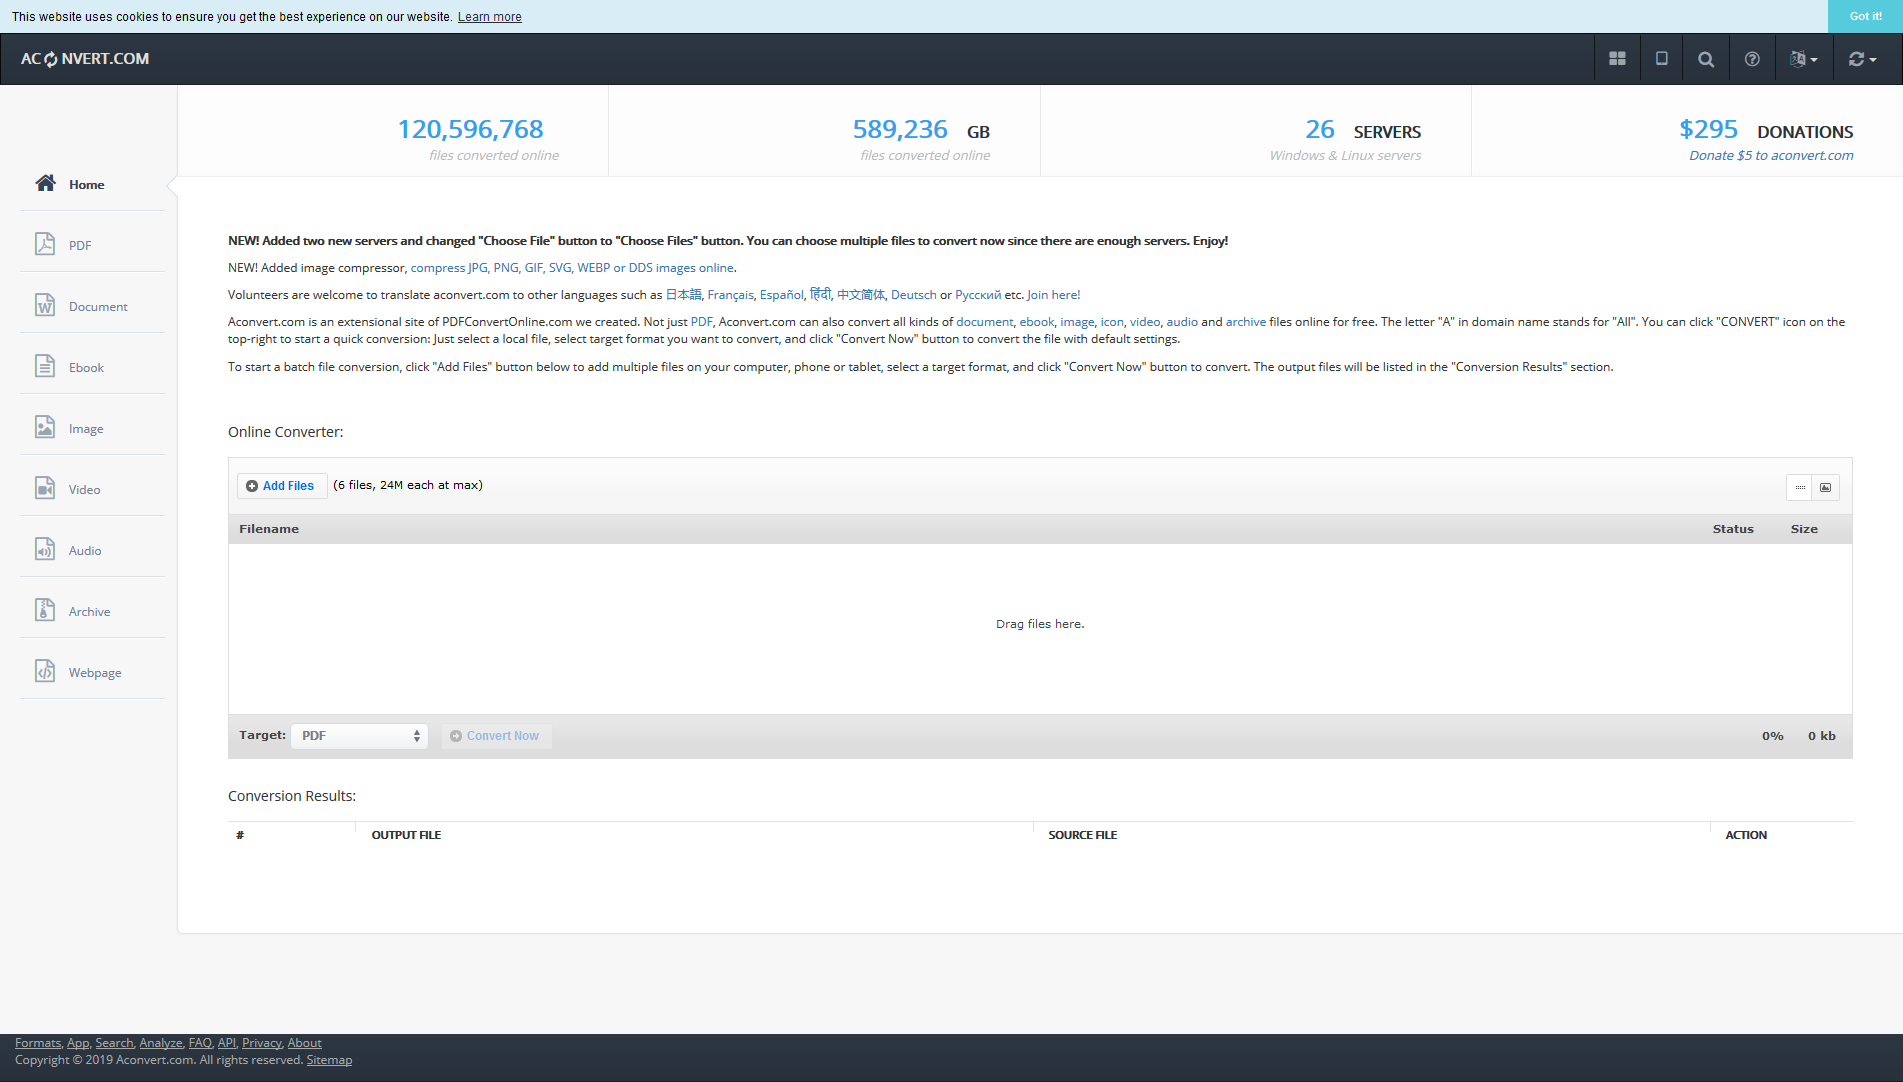 This website uses cookies to ensure you get the best experience on our website. Learn more
Got it!
AC NVERT.COM
120,596,768
files converted online
589,236 GB
files converted online
26 SERVERS
Windows & Linux servers
$295 DONATIONS
Donate $5 to aconvert.com
Home
PDF
Document
Ebook
Image
Video
Audio
Archive
Webpage
NEW! Added two new servers and changed "Choose File" button to "Choose Files" button. You can choose multiple files to convert now since there are enough servers. Enjoy!
NEW! Added image compressor, compress JPG, PNG, GIF, SVG, WEBP or DDS images online.
Volunteers are welcome to translate aconvert.com to other languages such as 日本語, Français, Español, हिंदी, 中文简体, Deutsch or Русский etc. Join here!
Aconvert.com is an extensional site of PDFConvertOnline.com we created. Not just PDF, Aconvert.com can also convert all kinds of document, ebook, image, icon, video, audio and archive files online for free. The letter "A" in domain name stands for "All". You can click "CONVERT" icon on the
top-right to start a quick conversion: Just select a local file, select target format you want to convert, and click "Convert Now" button to convert the file with default settings.
To start a batch file conversion, click "Add Files" button below to add multiple files on your computer, phone or tablet, select a target format, and click "Convert Now" button to convert. The output files will be listed in the "Conversion Results" section.
Online Converter:
Add Files (6 files, 24M each at max)
Filename Status Size
Drag files here.
Target: PDF Convert Now 0% 0 kb
Conversion Results:
# OUTPUT FILE SOURCE FILE ACTION
Formats, App, Search, Analyze, FAQ, API, Privacy, About
Copyright © 2019 Aconvert.com. All rights reserved. Sitemap